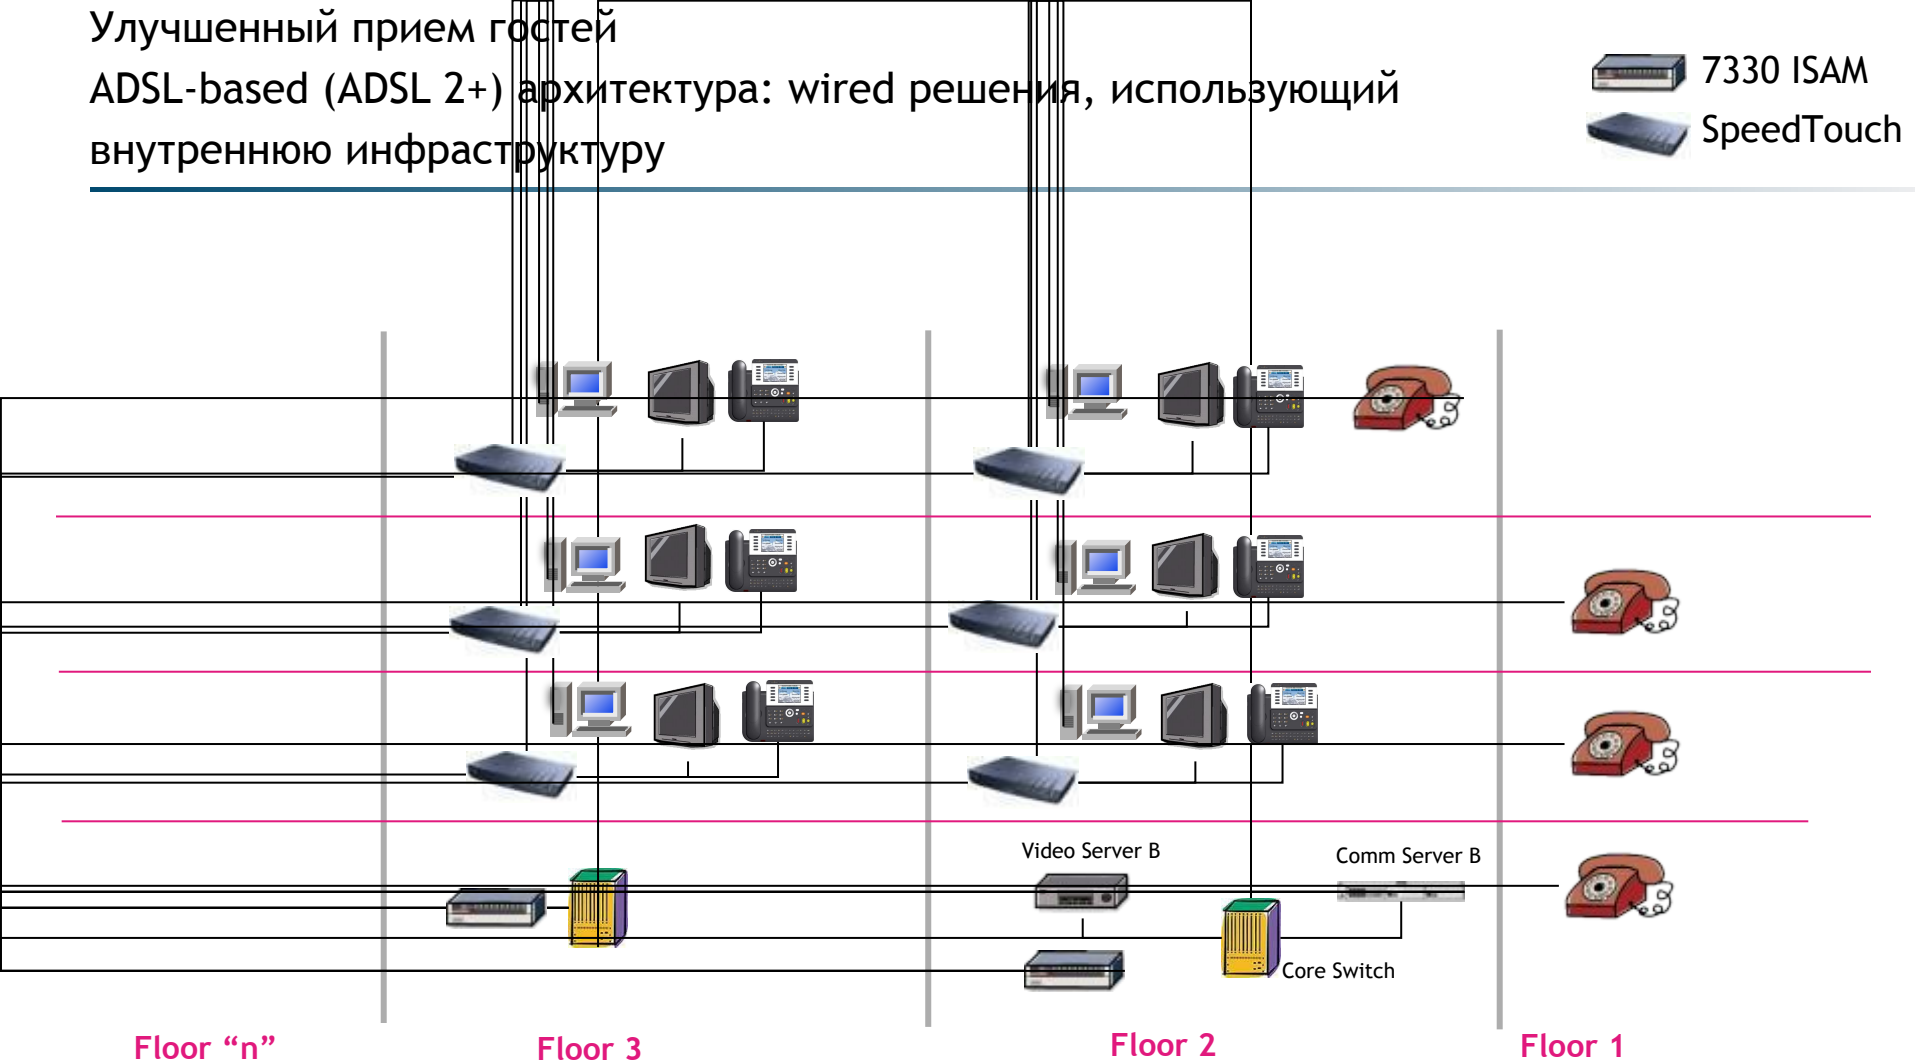 Улучшенный прием гостей
ADSL-based (ADSL 2+) архитектура: wired решения, использующий
внутреннюю инфраструктуру
7330 ISAM
SpeedTouch
Video Server B
Comm Server B
Core Switch
Floor “n”
Floor 3
Floor 2
Floor 1